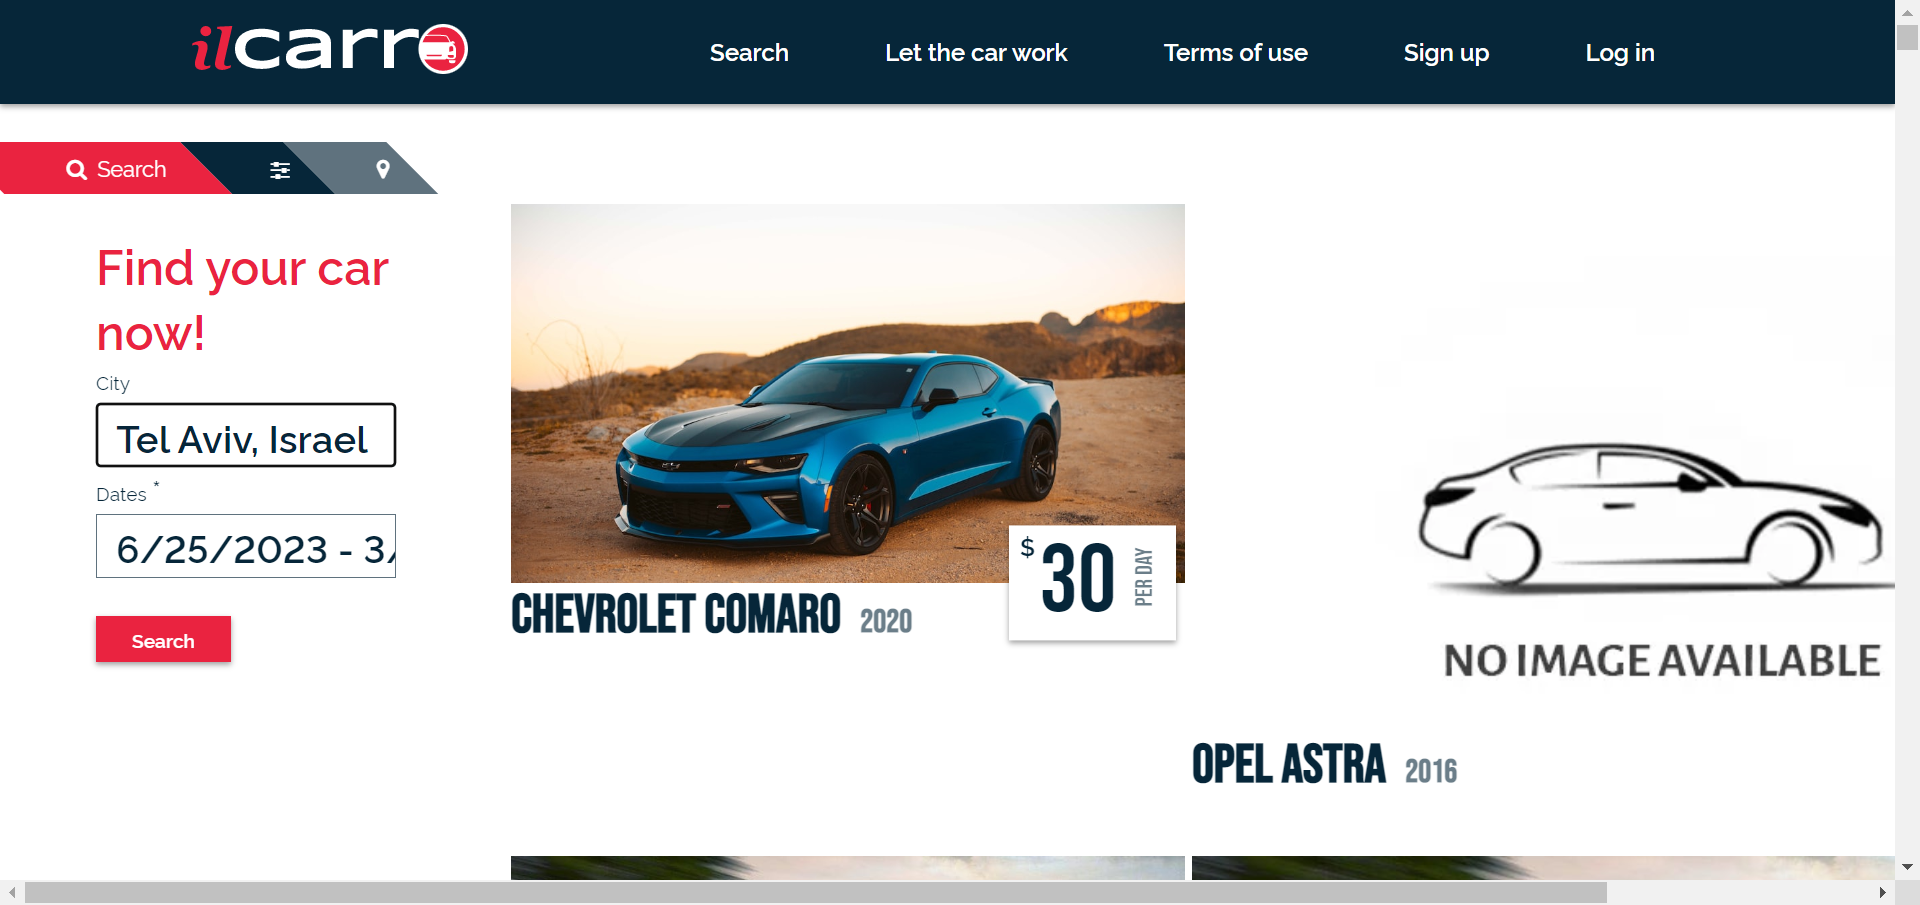 ilcarro
Search
Let the car work
Terms of use
Sign up
Log in
Search
Find your car
now!
City
Tel Aviv, Israel
Dates *
6/25/2023 - 3/
Search
$ 30 PER DAY
CHEVROLET COMARO 2020
NO IMAGE AVAILABLE
OPEL ASTRA 2016